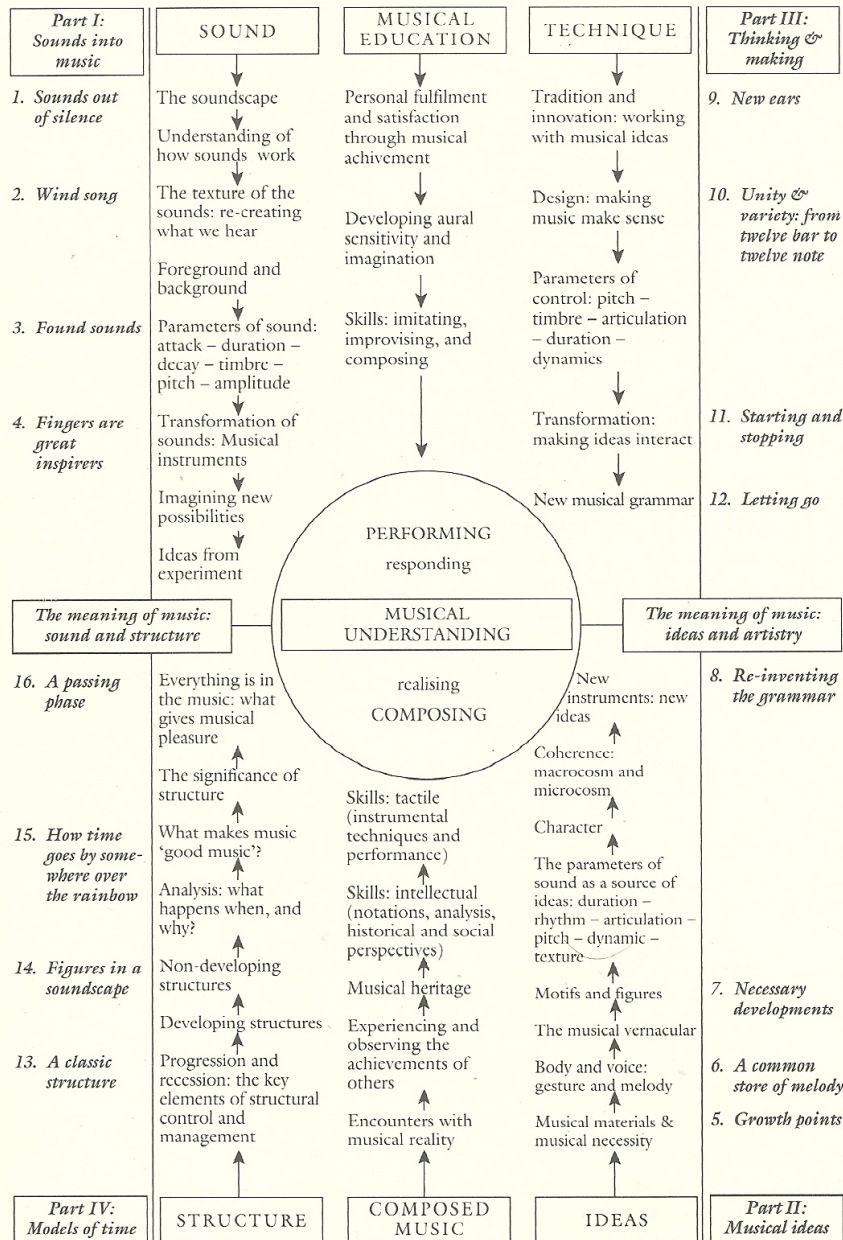 Part I:
Sounds into
music
SOUND
MUSICAL
EDUCATION
TECHNIQUE
Part III:
Thinking &
making
1. Sounds out
of silence
2. Wind song
3. Found sounds
4. Fingers are
great
inspirers
The soundscape
Understanding of
how sounds work
The texture of the
sounds: re-creating
what we hear
Foreground and
background
Parameters of sound:
attack – duration –
decay – timbre –
pitch – amplitude
Transformation of
sounds: Musical
instruments
Imagining new
possibilities
Ideas from
experiment
Personal fulfilment
and satisfaction
through musical
achivement
Developing aural
sensitivity and
imagination
Skills: imitating,
improvising, and
composing
Tradition and
innovation: working
with musical ideas
Design: making
music make sense
Parameters of
control: pitch –
timbre – articulation
– duration –
dynamics
Transformation:
making ideas interact
New musical grammar
9. New ears
10. Unity &
variety: from
twelve bar to
twelve note
11. Starting and
stopping
12. Letting go
PERFORMING
responding
The meaning of music:
sound and structure
MUSICAL
UNDERSTANDING
The meaning of music:
ideas and artistry
realising
COMPOSING
16. A passing
phase
15. How time
goes by some-
where over
the rainbow
14. Figures in a
soundscape
13. A classic
structure
Everything is in
the music: what
gives musical
pleasure
The significance of
structure
What makes music
‘good music’?
Analysis: what
happens when, and
why?
Non-developing
structures
Developing structures
Progression and
recession: the key
elements of structural
control and
management
Skills: tactile
(instrumental
techniques and
performance)
Skills: intellectual
(notations, analysis,
historical and social
perspectives)
Musical heritage
Experiencing and
observing the
achievements of
others
Encounters with
musical reality
New
instruments: new
ideas
Coherence:
macrocosm and
microcosm
Character
The parameters of
sound as a source of
ideas: duration –
rhythm – articulation –
pitch – dynamic –
texture
Motifs and figures
The musical vernacular
Body and voice:
gesture and melody
Musical materials &
musical necessity
8. Re-inventing
the grammar
7. Necessary
developments
6. A common
store of melody
5. Growth points
Part IV:
Models of time
STRUCTURE
COMPOSED
MUSIC
IDEAS
Part II:
Musical ideas